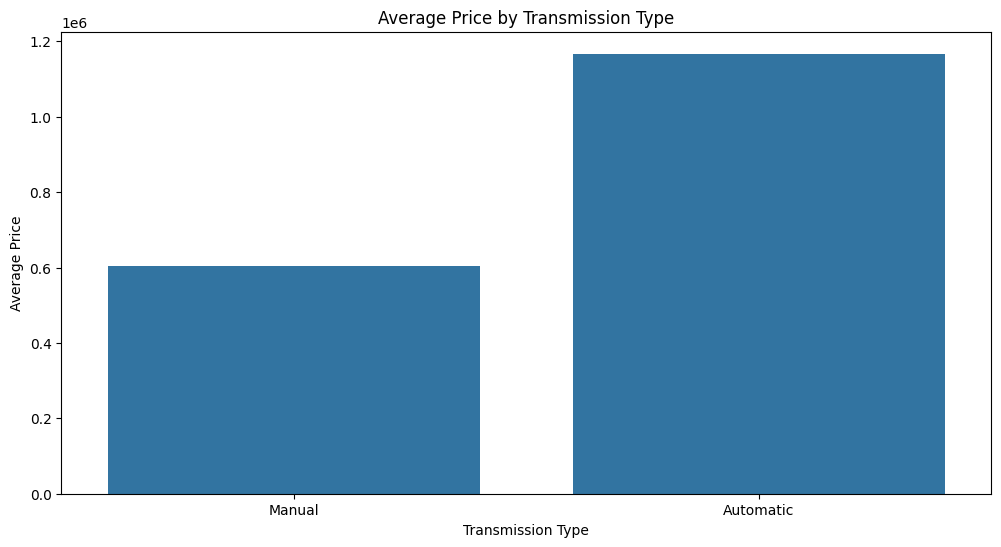 Average Price by Transmission Type
1e6
1.2
1.0
0.8
0.6
0.4
0.2
0.0
Average Price
Manual
Automatic
Transmission Type